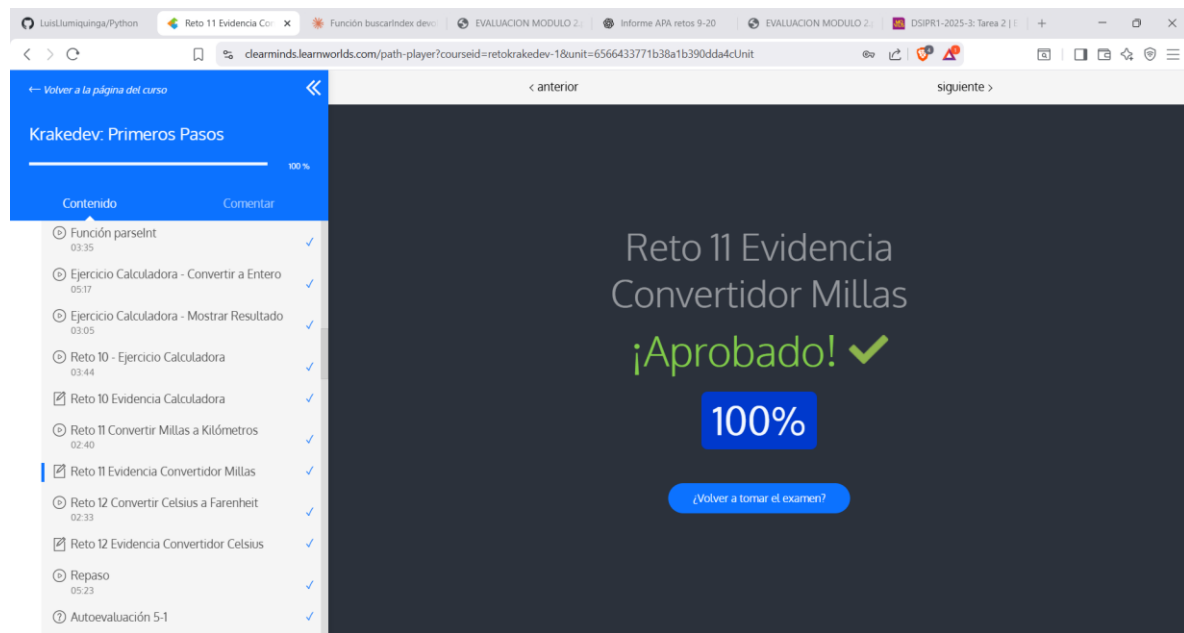 LuisLlumiquinga/Python
Reto 11 Evidencia Con
Función buscarIndex devo
EVALUACION MODULO 2.
Informe APA retos 9-20
EVALUACION MODULO 2.
DSIPR1-2025-3: Tarea 2 |
clearminds.learnworlds.com/path-player?courseid=retokrakedev-1&unit=6566433771b38a1b390dda4cUnit
← Volver a la página del curso
< anterior
siguiente >
Krakedev: Primeros Pasos
100 %
Contenido
Comentar
Función parseInt
03:35
Ejercicio Calculadora - Convertir a Entero
05:17
Ejercicio Calculadora - Mostrar Resultado
03:05
Reto 10 - Ejercicio Calculadora
03:44
Reto 10 Evidencia Calculadora
Reto 11 Convertir Millas a Kilómetros
02:40
Reto 11 Evidencia Convertidor Millas
Reto 12 Convertir Celsius a Farenheit
02:33
Reto 12 Evidencia Convertidor Celsius
Repaso
05:23
Autoevaluación 5-1
Reto 11 Evidencia
Convertidor Millas
¡Aprobado!
100%
¿Volver a tomar el examen?